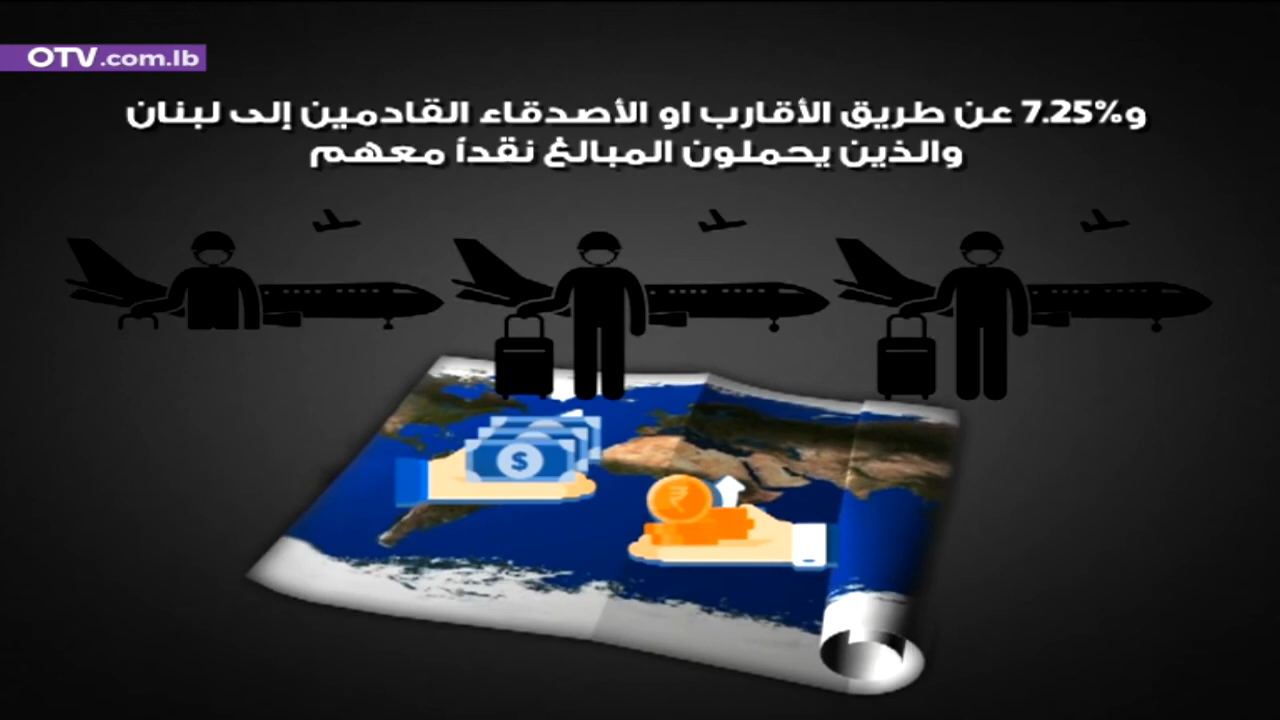 OTV.com.lb
و7.25% عن طريق الأقارب او الأصدقاء القادمين إلى لبنان
والذين يحملون المبالغ نقداً معهم
$
₹